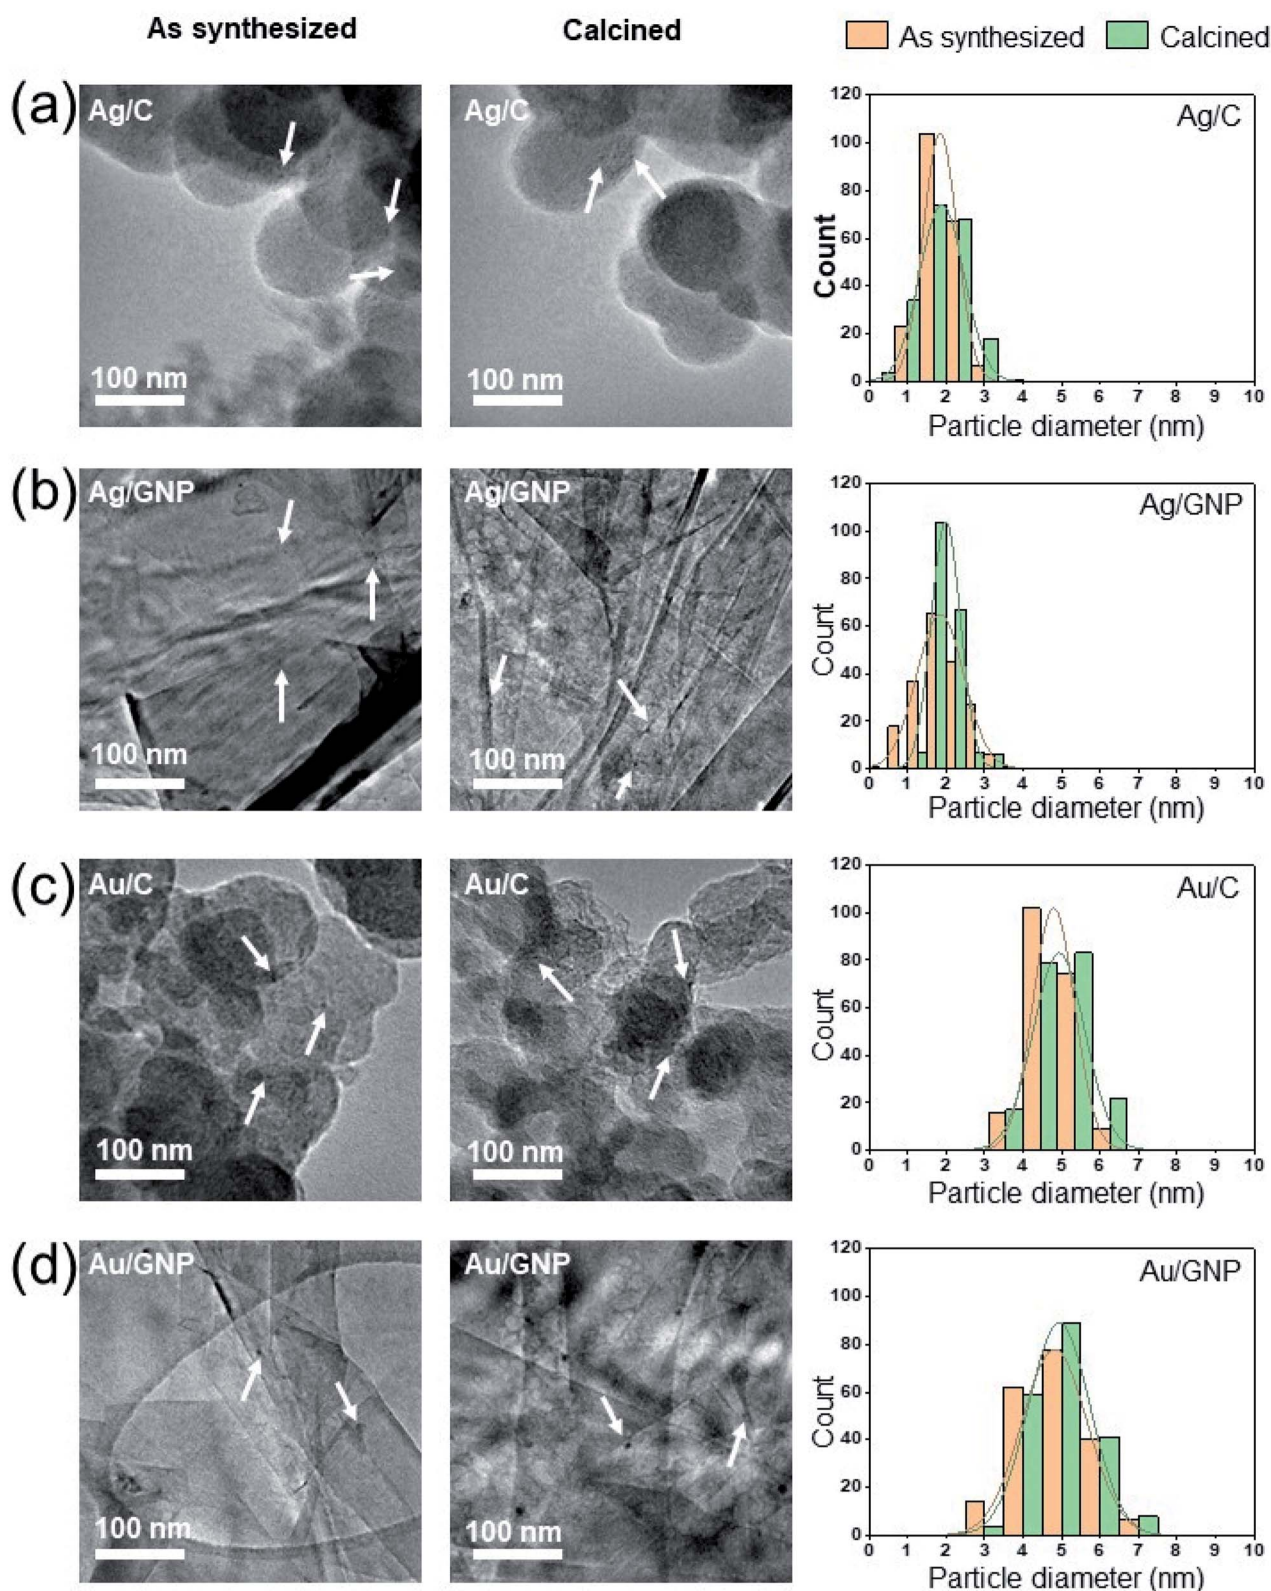 As synthesized Calcined As synthesized Calcined
(a) Ag/C Ag/C Ag/C
120
100
80
60
40
20
0
Count
100 nm 100 nm
0 1 2 3 4 5 6 7 8 9 10
Particle diameter (nm)
(b) Ag/GNP Ag/GNP Ag/GNP
120
100
80
60
40
20
0
Count
100 nm 100 nm
0 1 2 3 4 5 6 7 8 9 10
Particle diameter (nm)
(c) Au/C Au/C Au/C
120
100
80
60
40
20
0
Count
100 nm 100 nm
0 1 2 3 4 5 6 7 8 9 10
Particle diameter (nm)
(d) Au/GNP Au/GNP Au/GNP
120
100
80
60
40
20
0
Count
100 nm 100 nm
0 1 2 3 4 5 6 7 8 9 10
Particle diameter (nm)